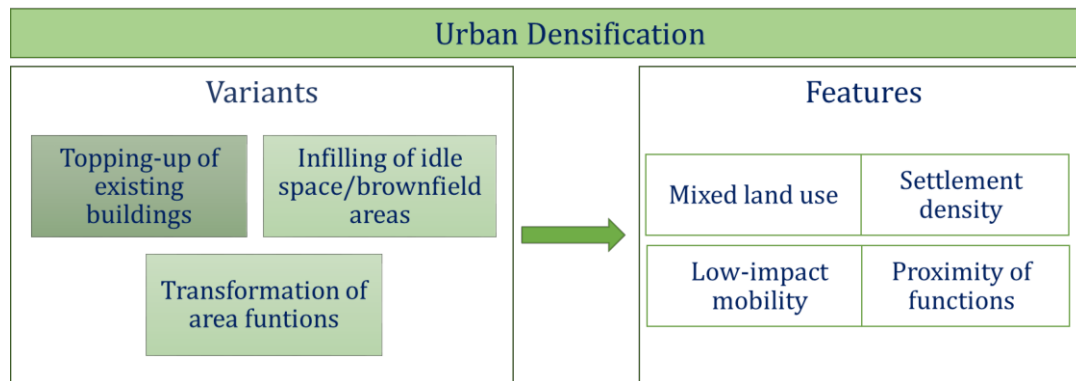 Urban Densification
Variants
Topping-up of
existing
buildings
Infilling of idle
space/brownfield
areas
Transformation of
area funtions
Features
Mixed land use
Settlement
density
Low-impact
mobility
Proximity of
functions